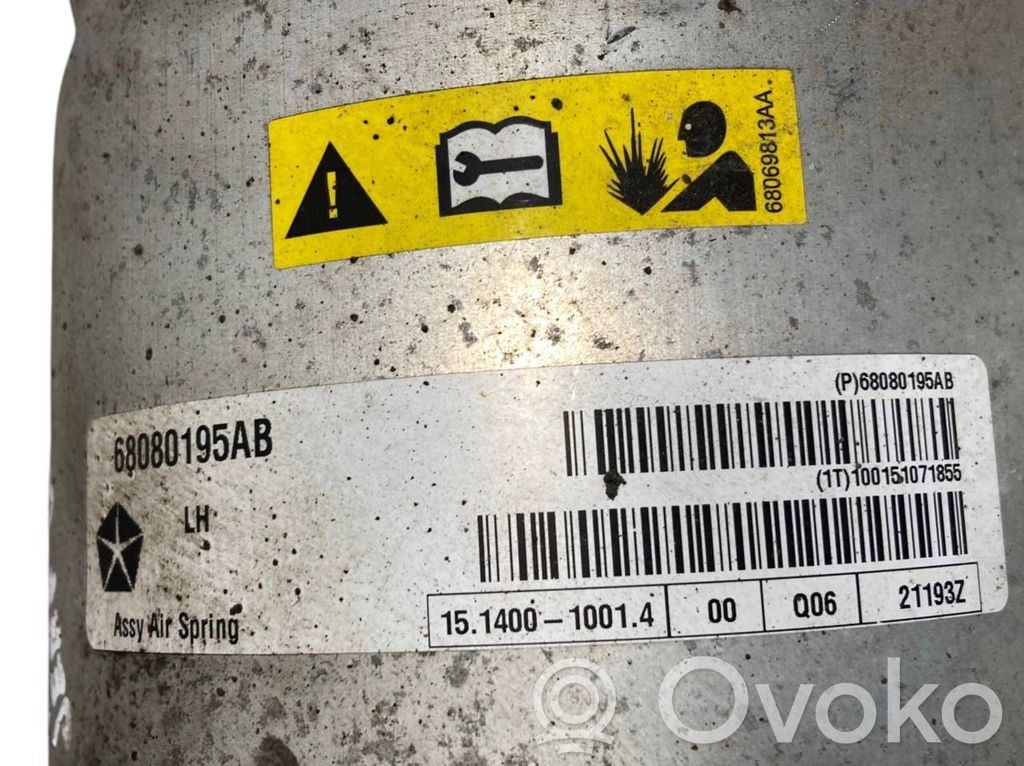 68069813AA
(P)68080195AB
68080195AB
(1T)100151071855
LH
Assy Air Spring
15.1400-1001.4 00 Q06 21193Z
Ovoko